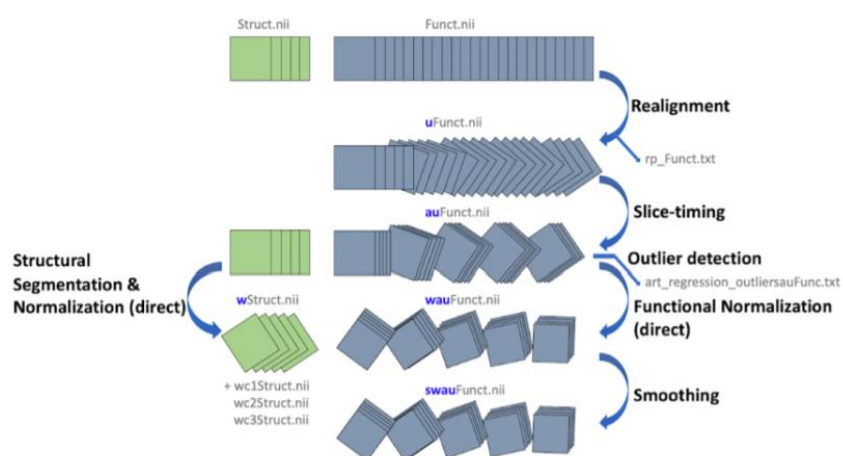 Struct.nii
Funct.nii
Realignment
uFunct.nii
rp_Funct.txt
Slice-timing
auFunct.nii
Outlier detection
art_regression_outliersauFunc.txt
Structural
Segmentation &
Normalization (direct)
Functional Normalization
(direct)
wStruct.nii
wauFunct.nii
+ wc1Struct.nii
wc2Struct.nii
wc3Struct.nii
swauFunct.nii
Smoothing